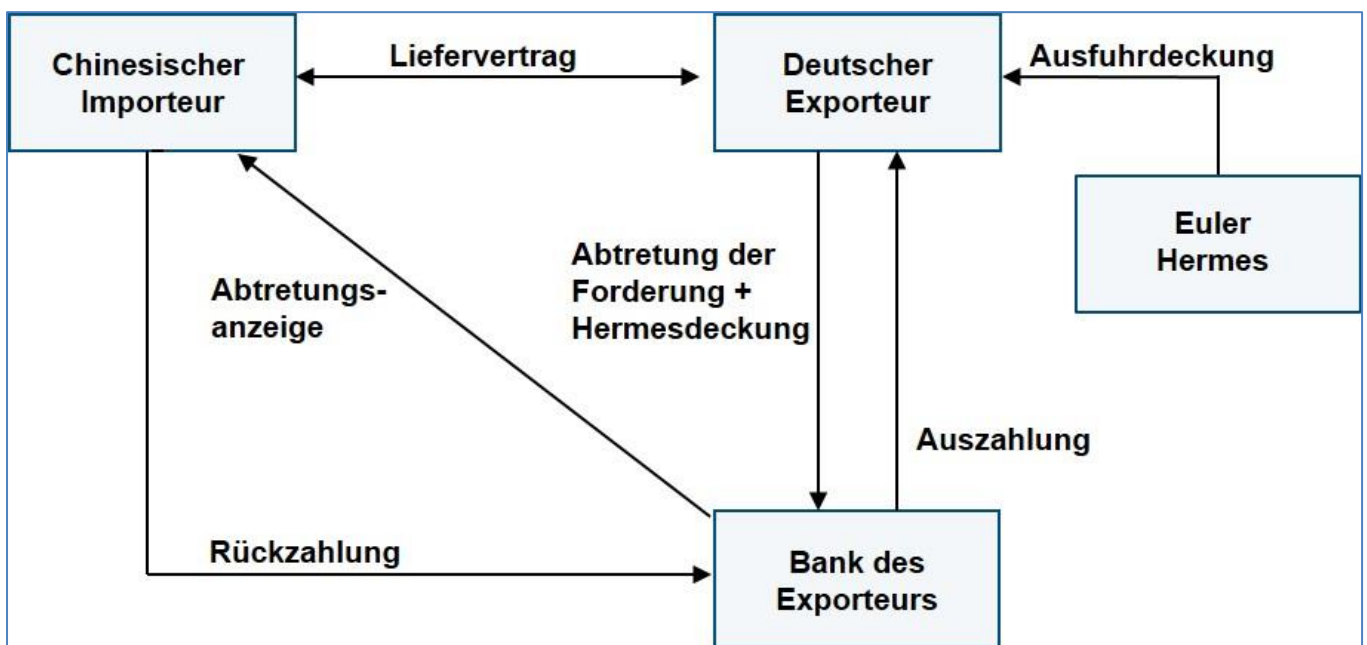 Chinesischer
Importeur
Liefervertrag
Deutscher
Exporteur
Ausfuhrdeckung
Euler
Hermes
Abtretungs-
anzeige
Abtretung der
Forderung +
Hermesdeckung
Auszahlung
Rückzahlung
Bank des
Exporteurs